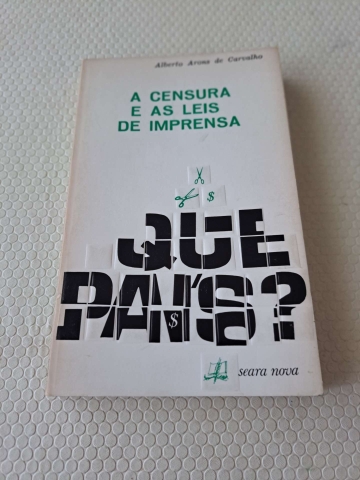 Alberto Arons de Carvalho
A CENSURA
E AS LEIS
DE IMPRENSA
$
QUE
PAÍS?
$
seara nova